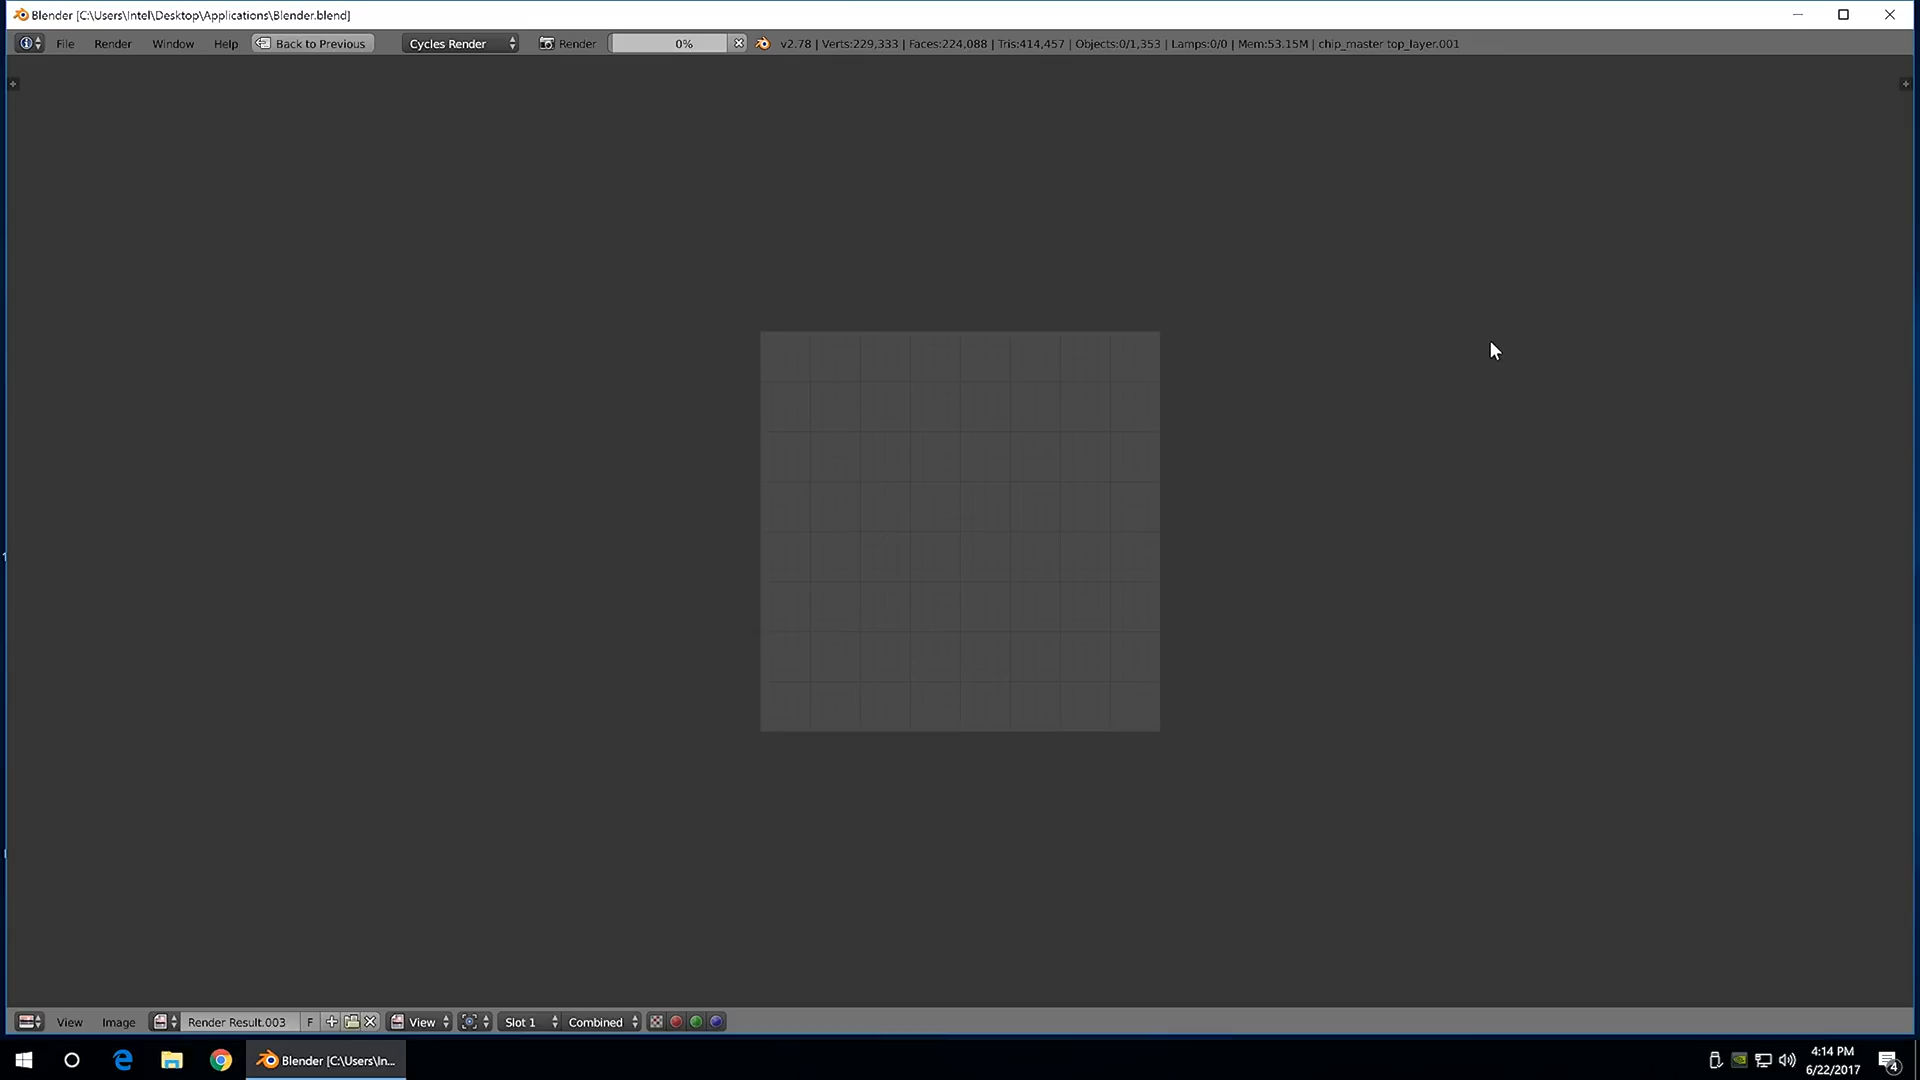 Blender [C:\Users\Intel\Desktop\Applications\Blender.blend]
File Render Window Help Back to Previous Cycles Render Render 0% v2.78 | Verts:229,333 | Faces:224,088 | Tris:414,457 | Objects:0/1,353 | Lamps:0/0 | Mem:53.15M | chip_master top_layer.001
View Image Render Result.003 F View Slot 1 Combined
Blender [C:\Users\In...
4:14 PM
6/22/2017
4